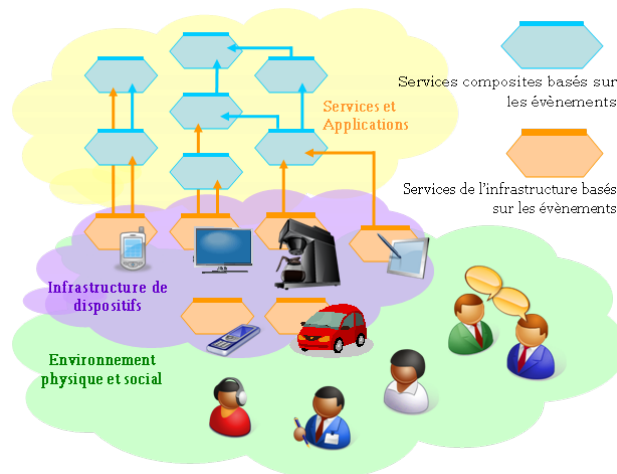 Services composites basés sur
les évènements
Services et
Applications
Services de l'infrastructure basés
sur les évènements
Infrastructure de
dispositifs
Environnement
physique et social